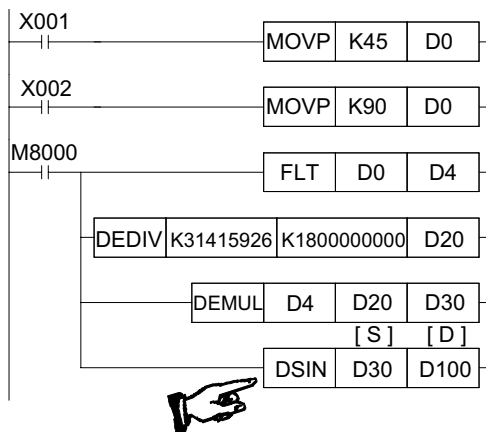 X001
MOVP K45 D0
X002
MOVP K90 D0
M8000
FLT D0 D4
DEDIV K31415926 K1800000000 D20
DEMUL D4 D20 D30
[ S ] [ D ]
DSIN D30 D100